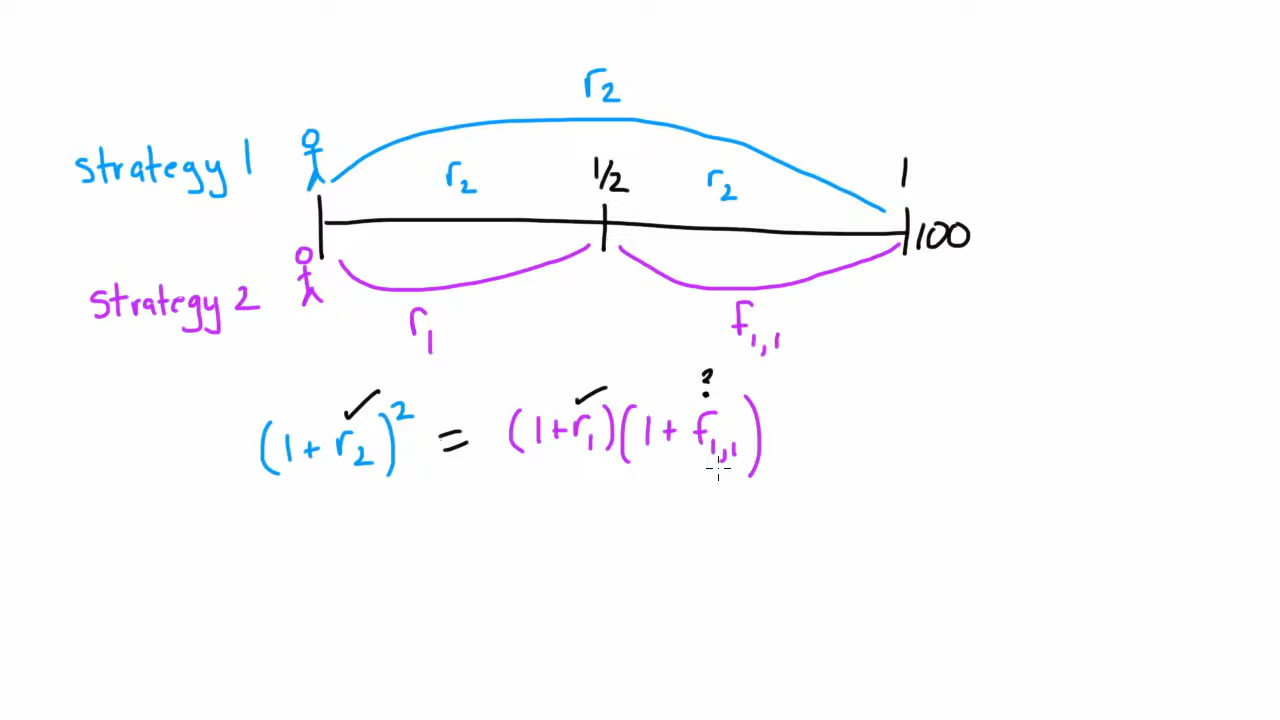 r₂
strategy 1 r₂ 1/2 r₂ 1
100
strategy 2
r₁ f₁,₁
?
(1 + r₂)² = (1+r₁)(1 + f₁,₁)